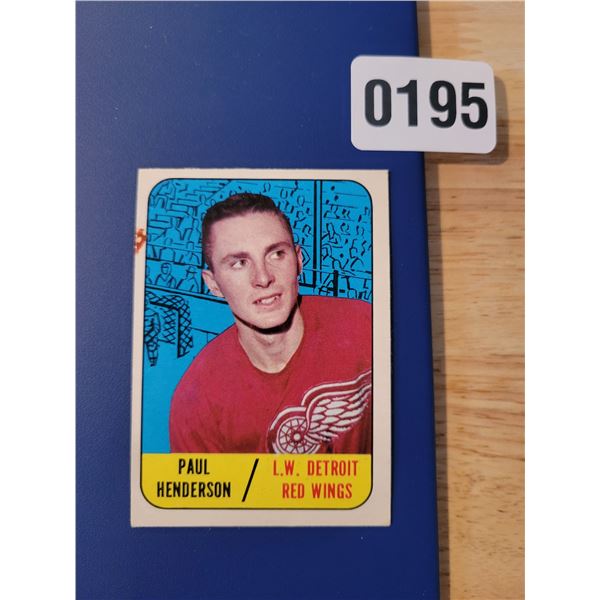 0195
PAUL / L.W. DETROIT
HENDERSON RED WINGS